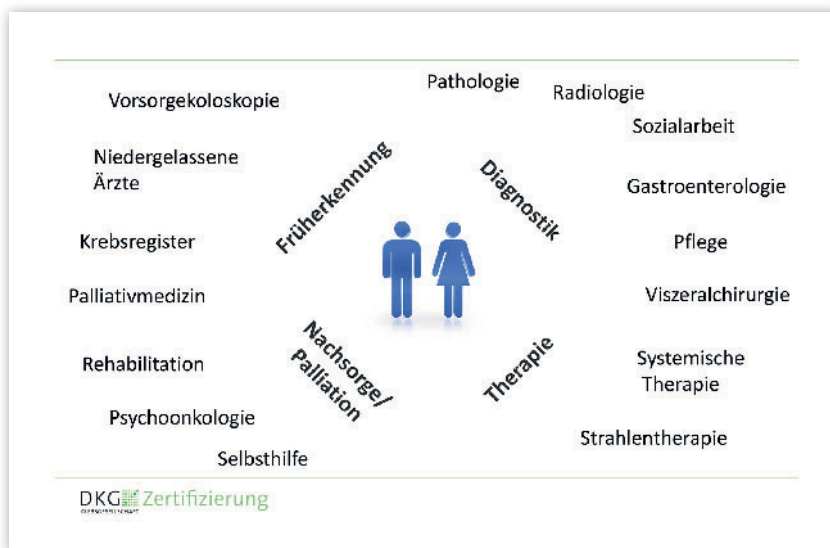 Pathologie
Radiologie
Vorsorgekoloskopie
Sozialarbeit
Niedergelassene
Ärzte
Früherkennung
Diagnostik
Gastroenterologie
Krebsregister
Pflege
Palliativmedizin
Viszeralchirurgie
Nachsorge/
Palliation
Therapie
Rehabilitation
Systemische
Therapie
Psychoonkologie
Strahlentherapie
Selbsthilfe
DKG Zertifizierung